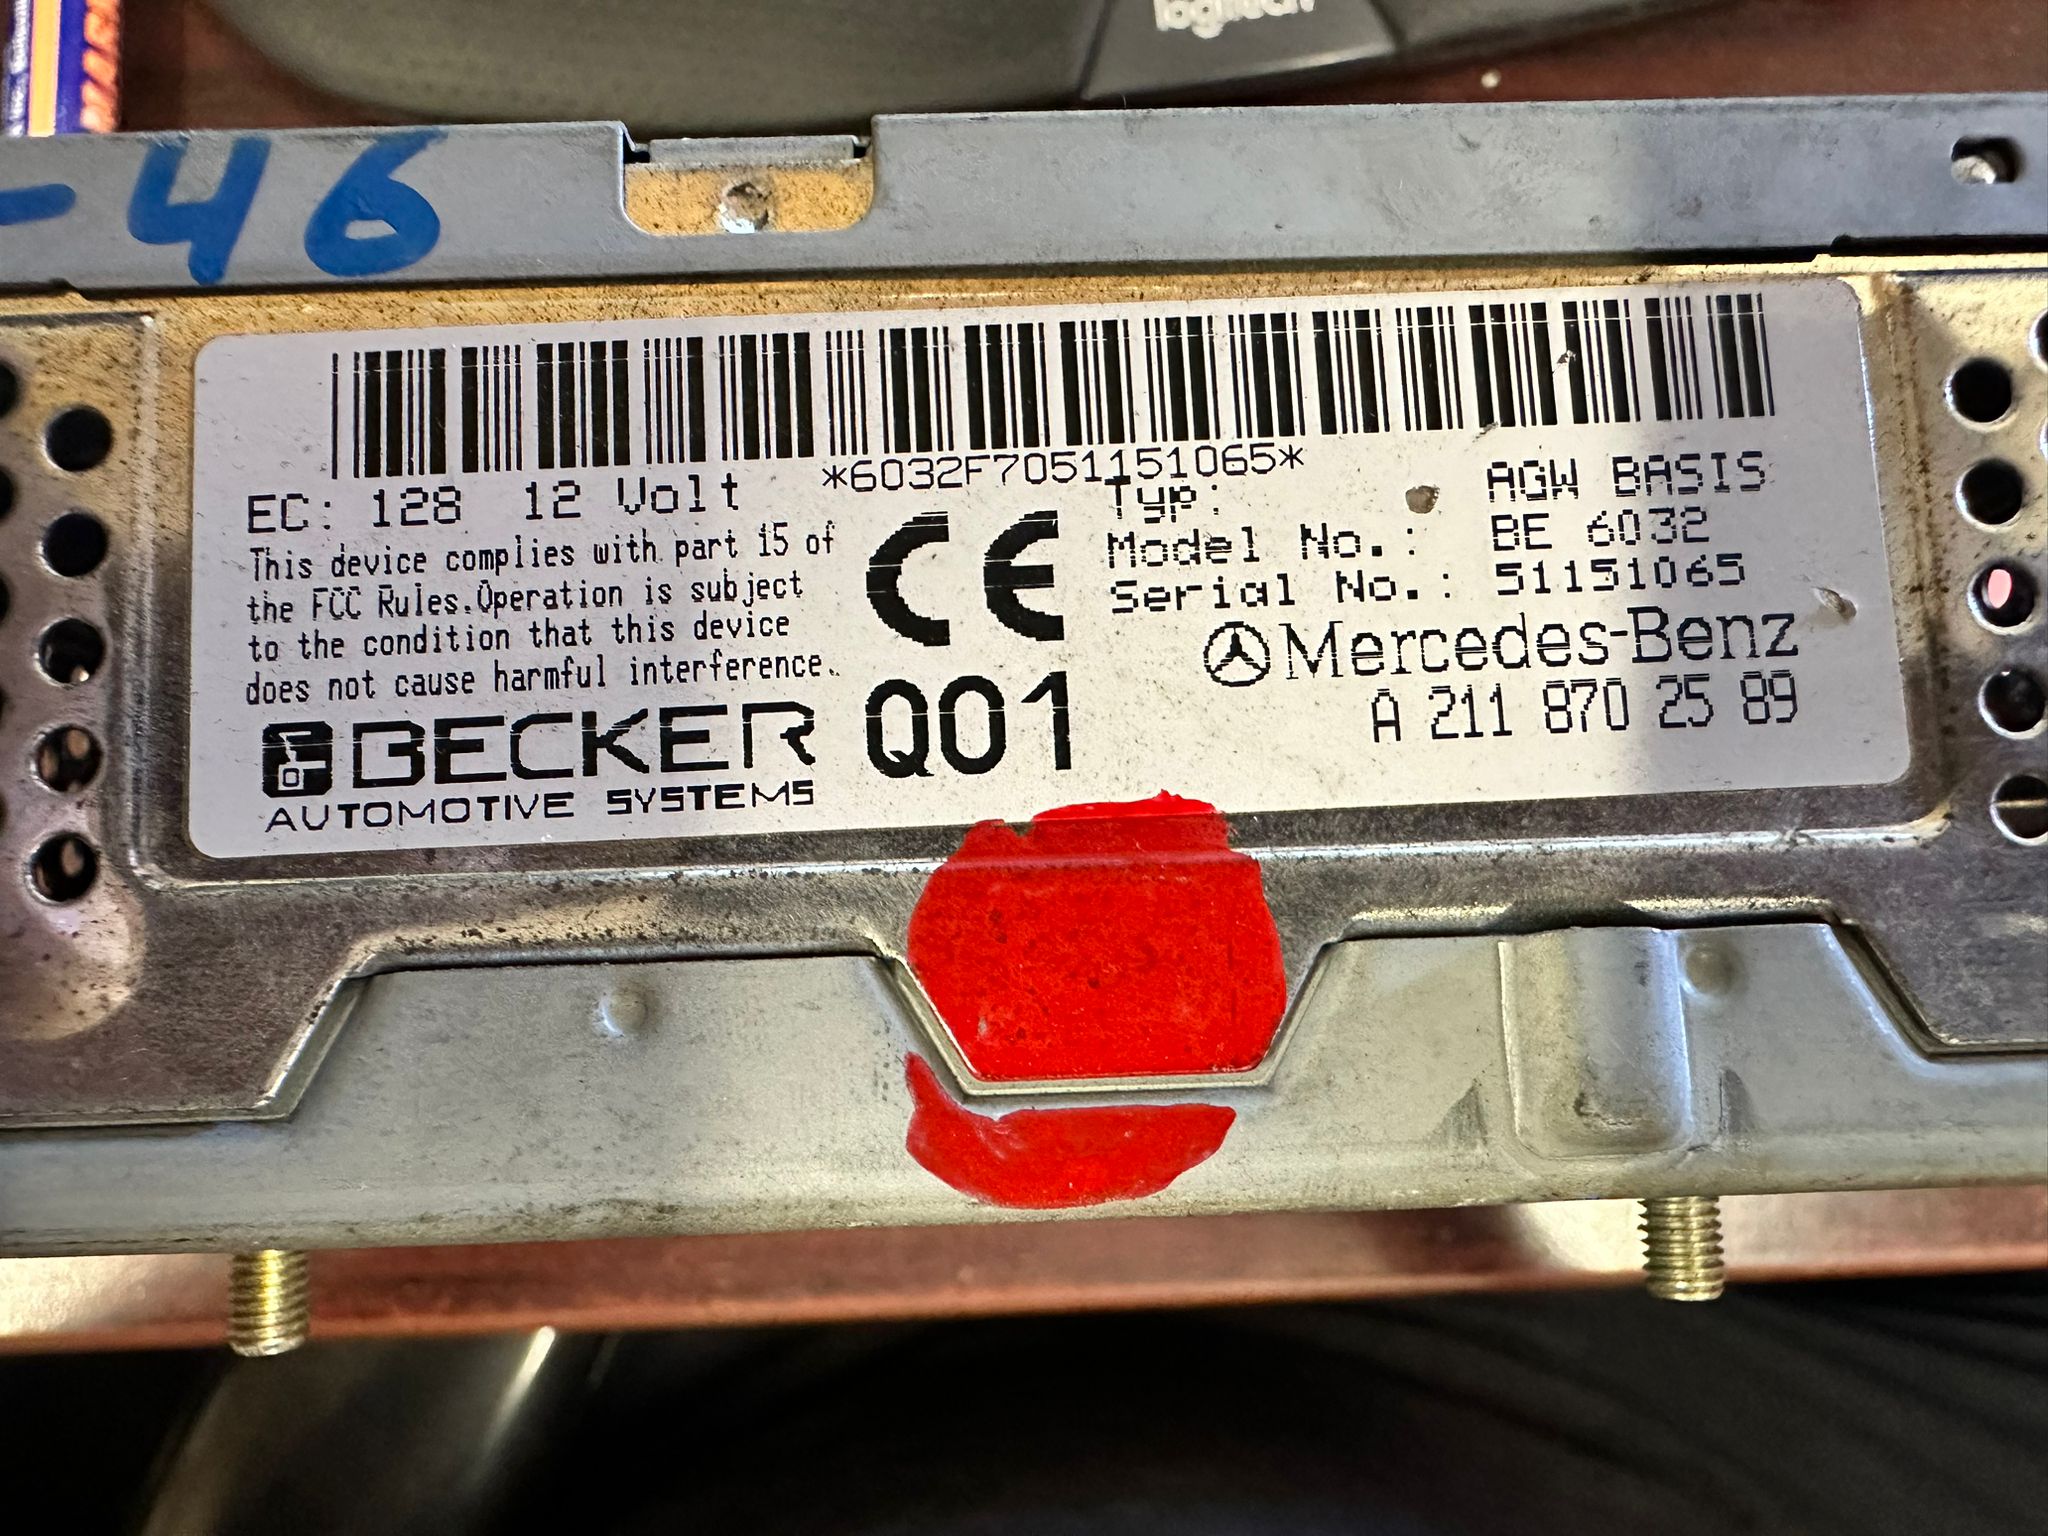 logitech
-46
*6032F7051151065*
EC: 128 12 Volt
This device complies with part 15 of
the FCC Rules.Operation is subject
to the condition that this device
does not cause harmful interference.
BECKER
AUTOMOTIVE SYSTEMS
CE
Q01
Typ: AGW BASIS
Model No.: BE 6032
Serial No.: 51151065
Mercedes-Benz
A 211 870 25 89